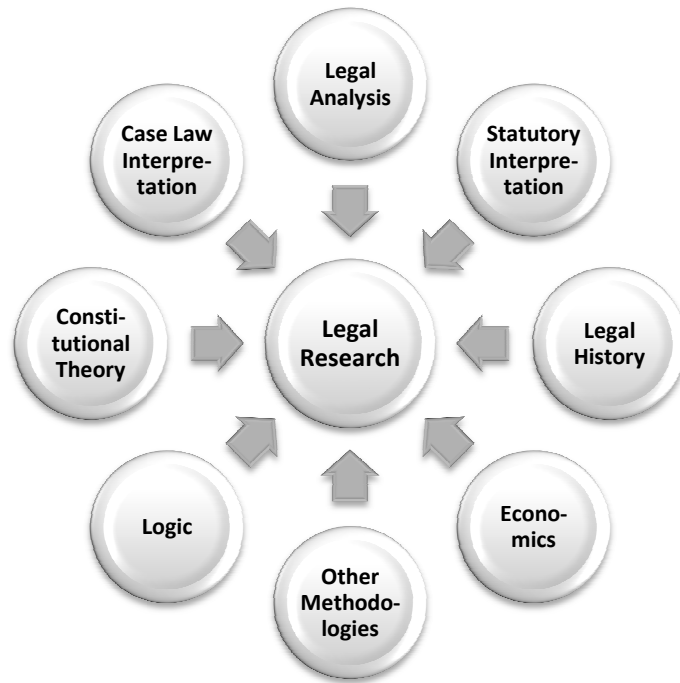 Legal
Analysis
Case Law
Interpre-
tation
Statutory
Interpre-
tation
Consti-
tutional
Theory
Legal
Research
Legal
History
Logic
Econo-
mics
Other
Methodo-
logies